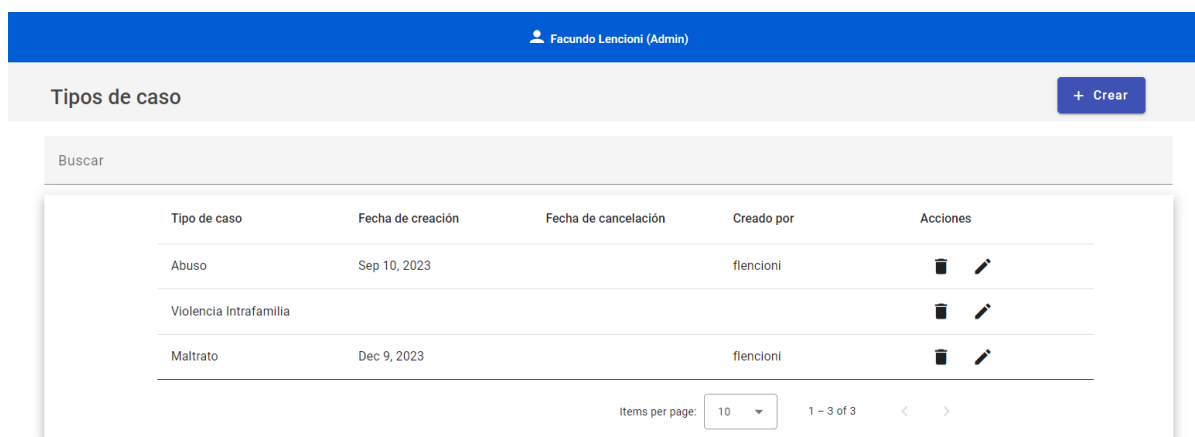 Facundo Lencioni (Admin)
Tipos de caso
+ Crear
Buscar
Tipo de caso Fecha de creación Fecha de cancelación Creado por Acciones
Abuso Sep 10, 2023 flencioni
Violencia Intrafamilia
Maltrato Dec 9, 2023 flencioni
Items per page: 10 1 – 3 of 3